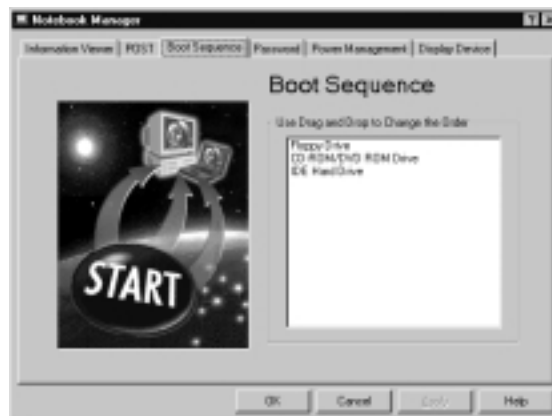 Notebook Manager
Information Viewer POST Boot Sequence Password Power Management Display Device
Boot Sequence
Use Drag and Drop to Change the Order
Floppy Drive
CD ROM/DVD ROM Drive
IDE Hard Drive
START
OK Cancel Apply Help